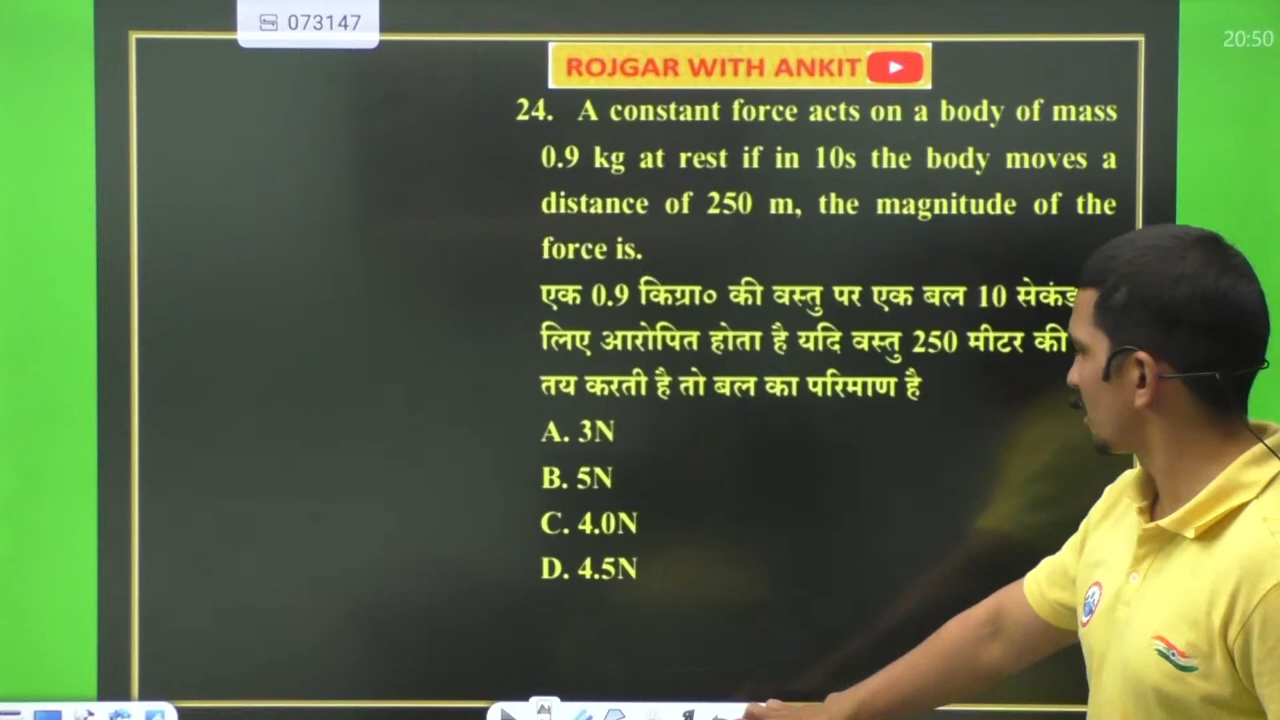 073147
20:50
ROJGAR WITH ANKIT
24. A constant force acts on a body of mass
0.9 kg at rest if in 10s the body moves a
distance of 250 m, the magnitude of the
force is.
एक 0.9 किग्रा० की वस्तु पर एक बल 10 सेकंड
लिए आरोपित होता है यदि वस्तु 250 मीटर की
तय करती है तो बल का परिमाण है
A. 3N
B. 5N
C. 4.0N
D. 4.5N